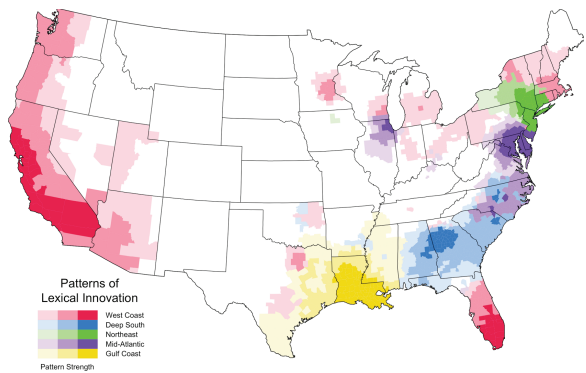 Patterns of
Lexical Innovation
West Coast
Deep South
Northeast
Mid-Atlantic
Gulf Coast
Pattern Strength